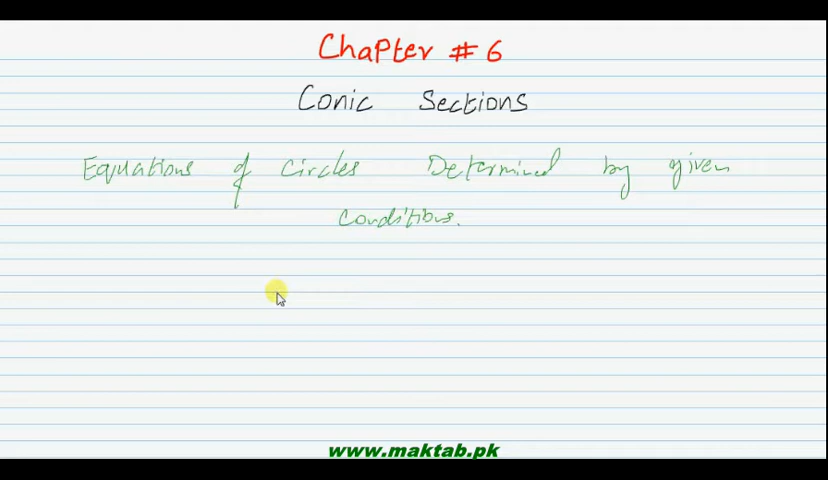 Chapter # 6
Conic Sections
Equations of Circles Determined by given
Conditions.
www.maktab.pk